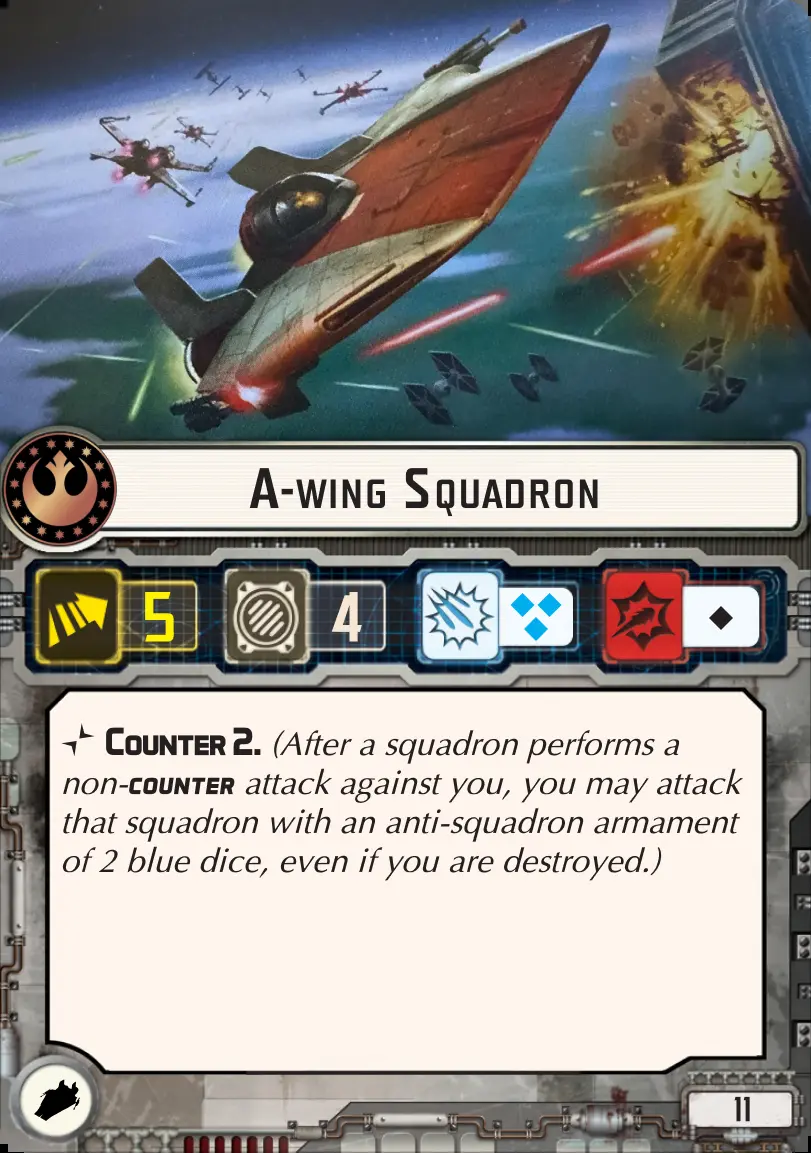 A-wing Squadron
5 4
Counter 2. (After a squadron performs a
non-counter attack against you, you may attack
that squadron with an anti-squadron armament
of 2 blue dice, even if you are destroyed.)
11